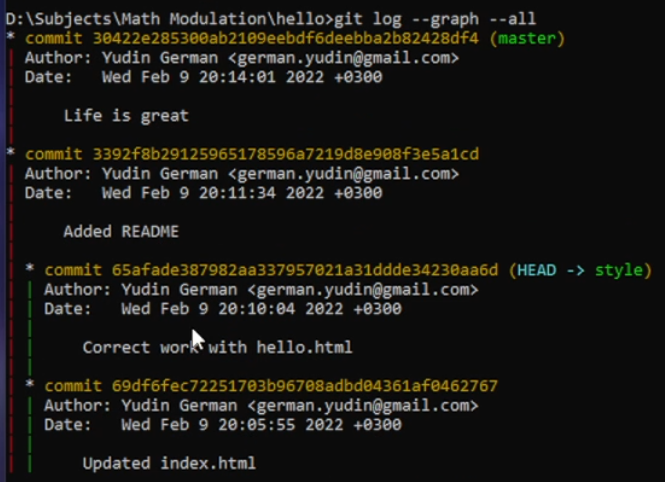 D:\Subjects\Math Modulation\hello>git log --graph --all
* commit 30422e285300ab2109eebdf6deebba2b82428df4 (master)
| Author: Yudin German <german.yudin@gmail.com>
| Date:   Wed Feb 9 20:14:01 2022 +0300
|
|     Life is great
|
* commit 3392f8b29125965178596a7219d8e908f3e5a1cd
| Author: Yudin German <german.yudin@gmail.com>
| Date:   Wed Feb 9 20:11:34 2022 +0300
|
|     Added README
|
| * commit 65afade387982aa337957021a31ddde34230aa6d (HEAD -> style)
| | Author: Yudin German <german.yudin@gmail.com>
| | Date:   Wed Feb 9 20:10:04 2022 +0300
| |
| |     Correct work with hello.html
| |
| * commit 69df6fec72251703b96708adbd04361af0462767
| | Author: Yudin German <german.yudin@gmail.com>
| | Date:   Wed Feb 9 20:05:55 2022 +0300
| |
| |     Updated index.html